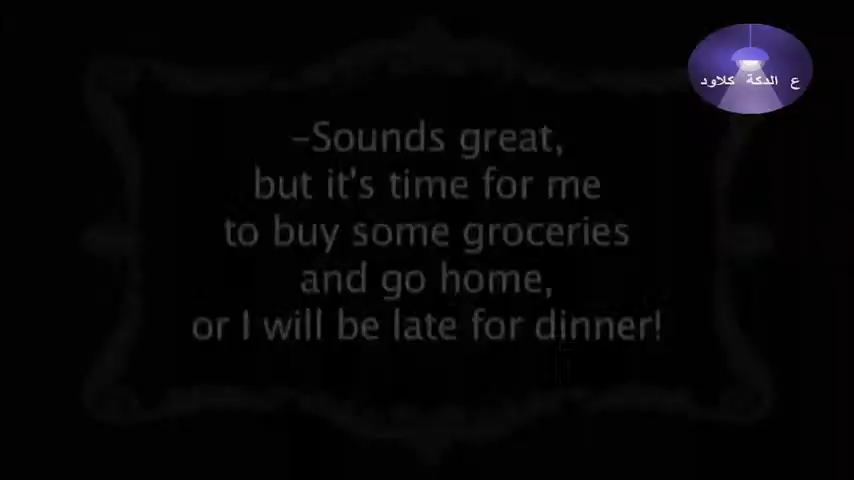 ع الدكة كلاود
-Sounds great,
but it's time for me
to buy some groceries
and go home,
or I will be late for dinner!